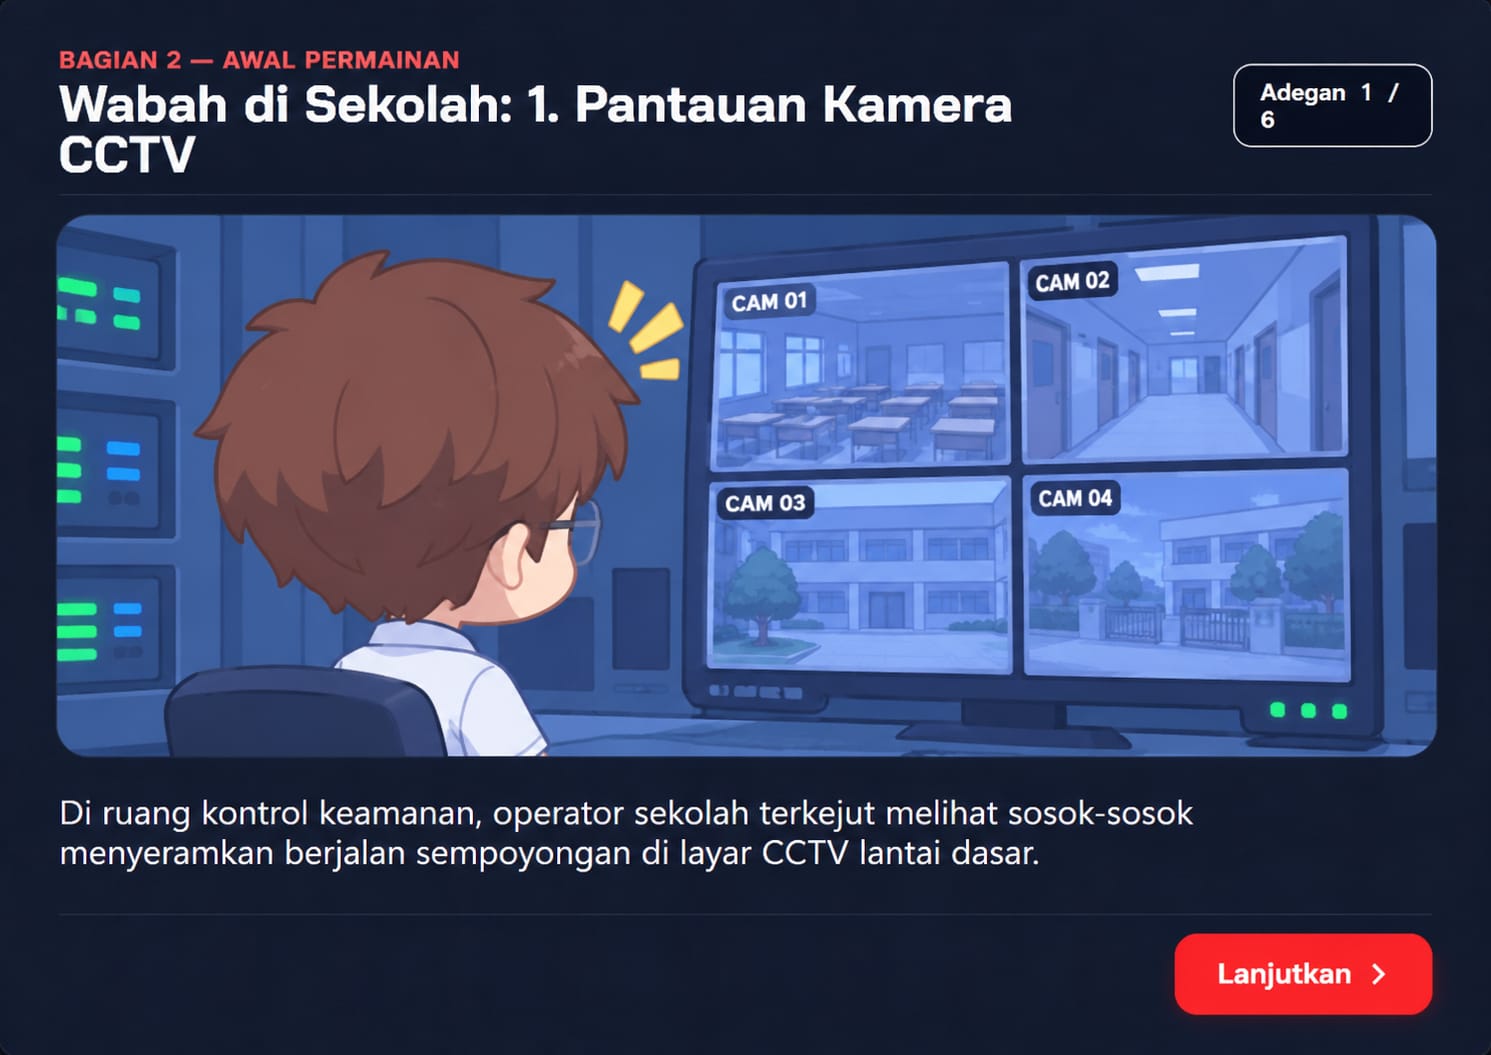 BAGIAN 2 — AWAL PERMAINAN
Wabah di Sekolah: 1. Pantauan Kamera
CCTV
Adegan 1 /
6
CAM 01
CAM 02
CAM 03
CAM 04
Di ruang kontrol keamanan, operator sekolah terkejut melihat sosok-sosok
menyeramkan berjalan sempoyongan di layar CCTV lantai dasar.
Lanjutkan